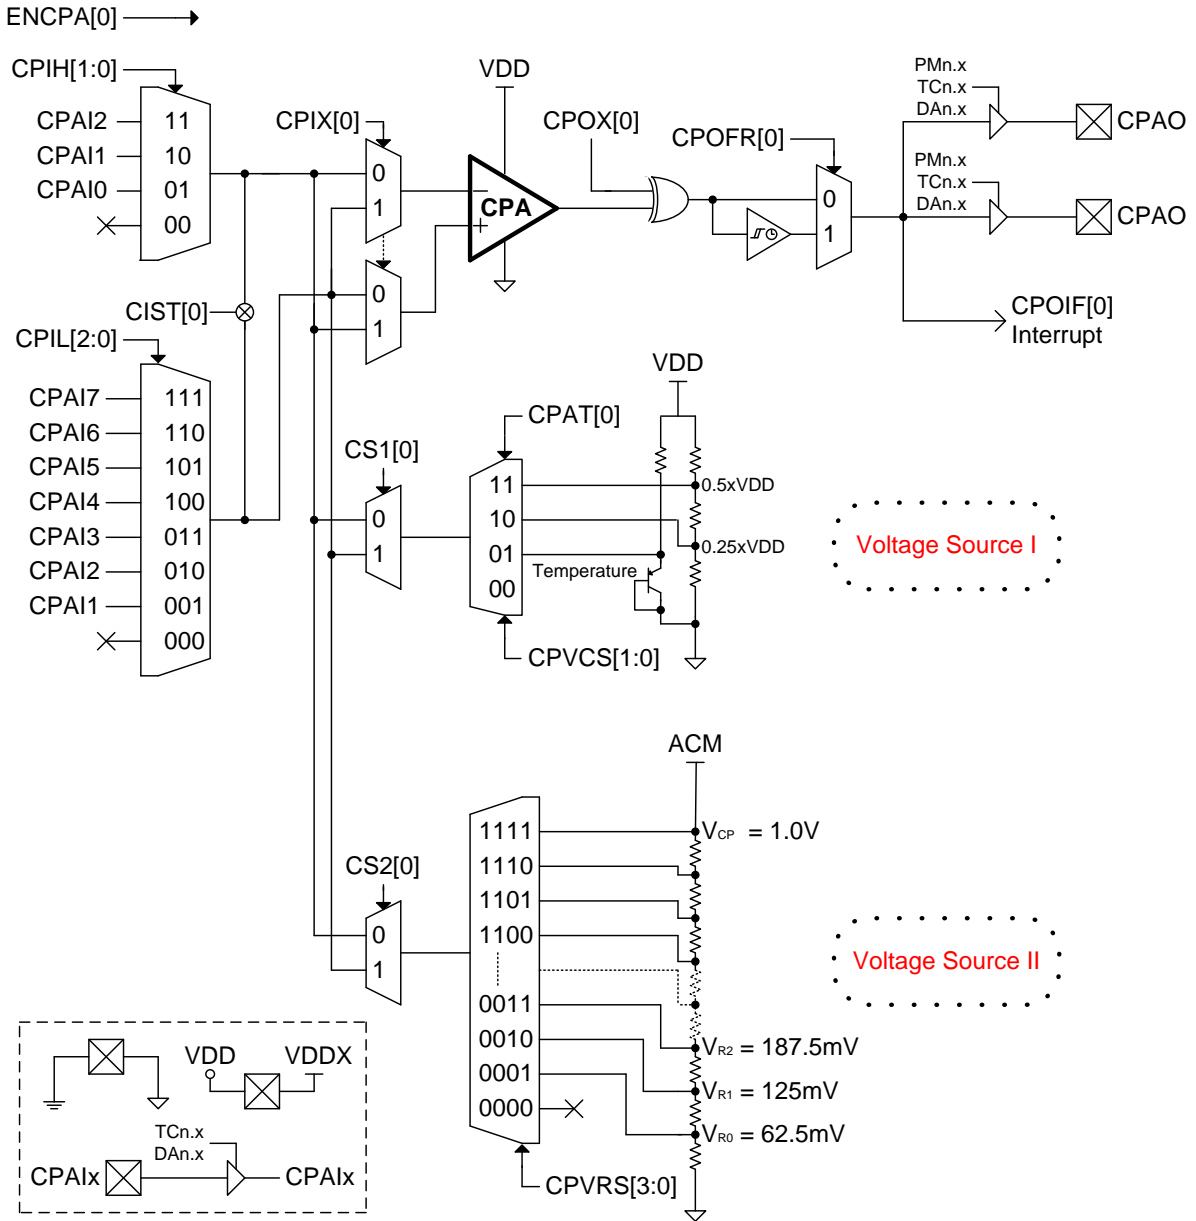 ENCPA[0]
CPIH[1:0]
CPAI2
11
CPAI1
10
CPAI0
01
00
CIST[0]
CPIL[2:0]
CPAI7
111
CPAI6
110
CPAI5
101
CPAI4
100
CPAI3
011
CPAI2
010
CPAI1
001
000
CPIX[0]
0
1
0
1
VDD
CPA
−
+
CPOX[0]
CPOFR[0]
0
1
PMn.x
TCn.x
DAn.x
CPAO
PMn.x
TCn.x
DAn.x
CPAO
CPOIF[0]
Interrupt
CS1[0]
0
1
CPAT[0]
11
10
01
00
CPVCS[1:0]
Temperature
VDD
0.5xVDD
0.25xVDD
Voltage Source I
CS2[0]
0
1
1111
1110
1101
1100
0011
0010
0001
0000
CPVRS[3:0]
ACM
VCP = 1.0V
VR2 = 187.5mV
VR1 = 125mV
VR0 = 62.5mV
Voltage Source II
VDD
VDDX
TCn.x
DAn.x
CPAIx
CPAIx